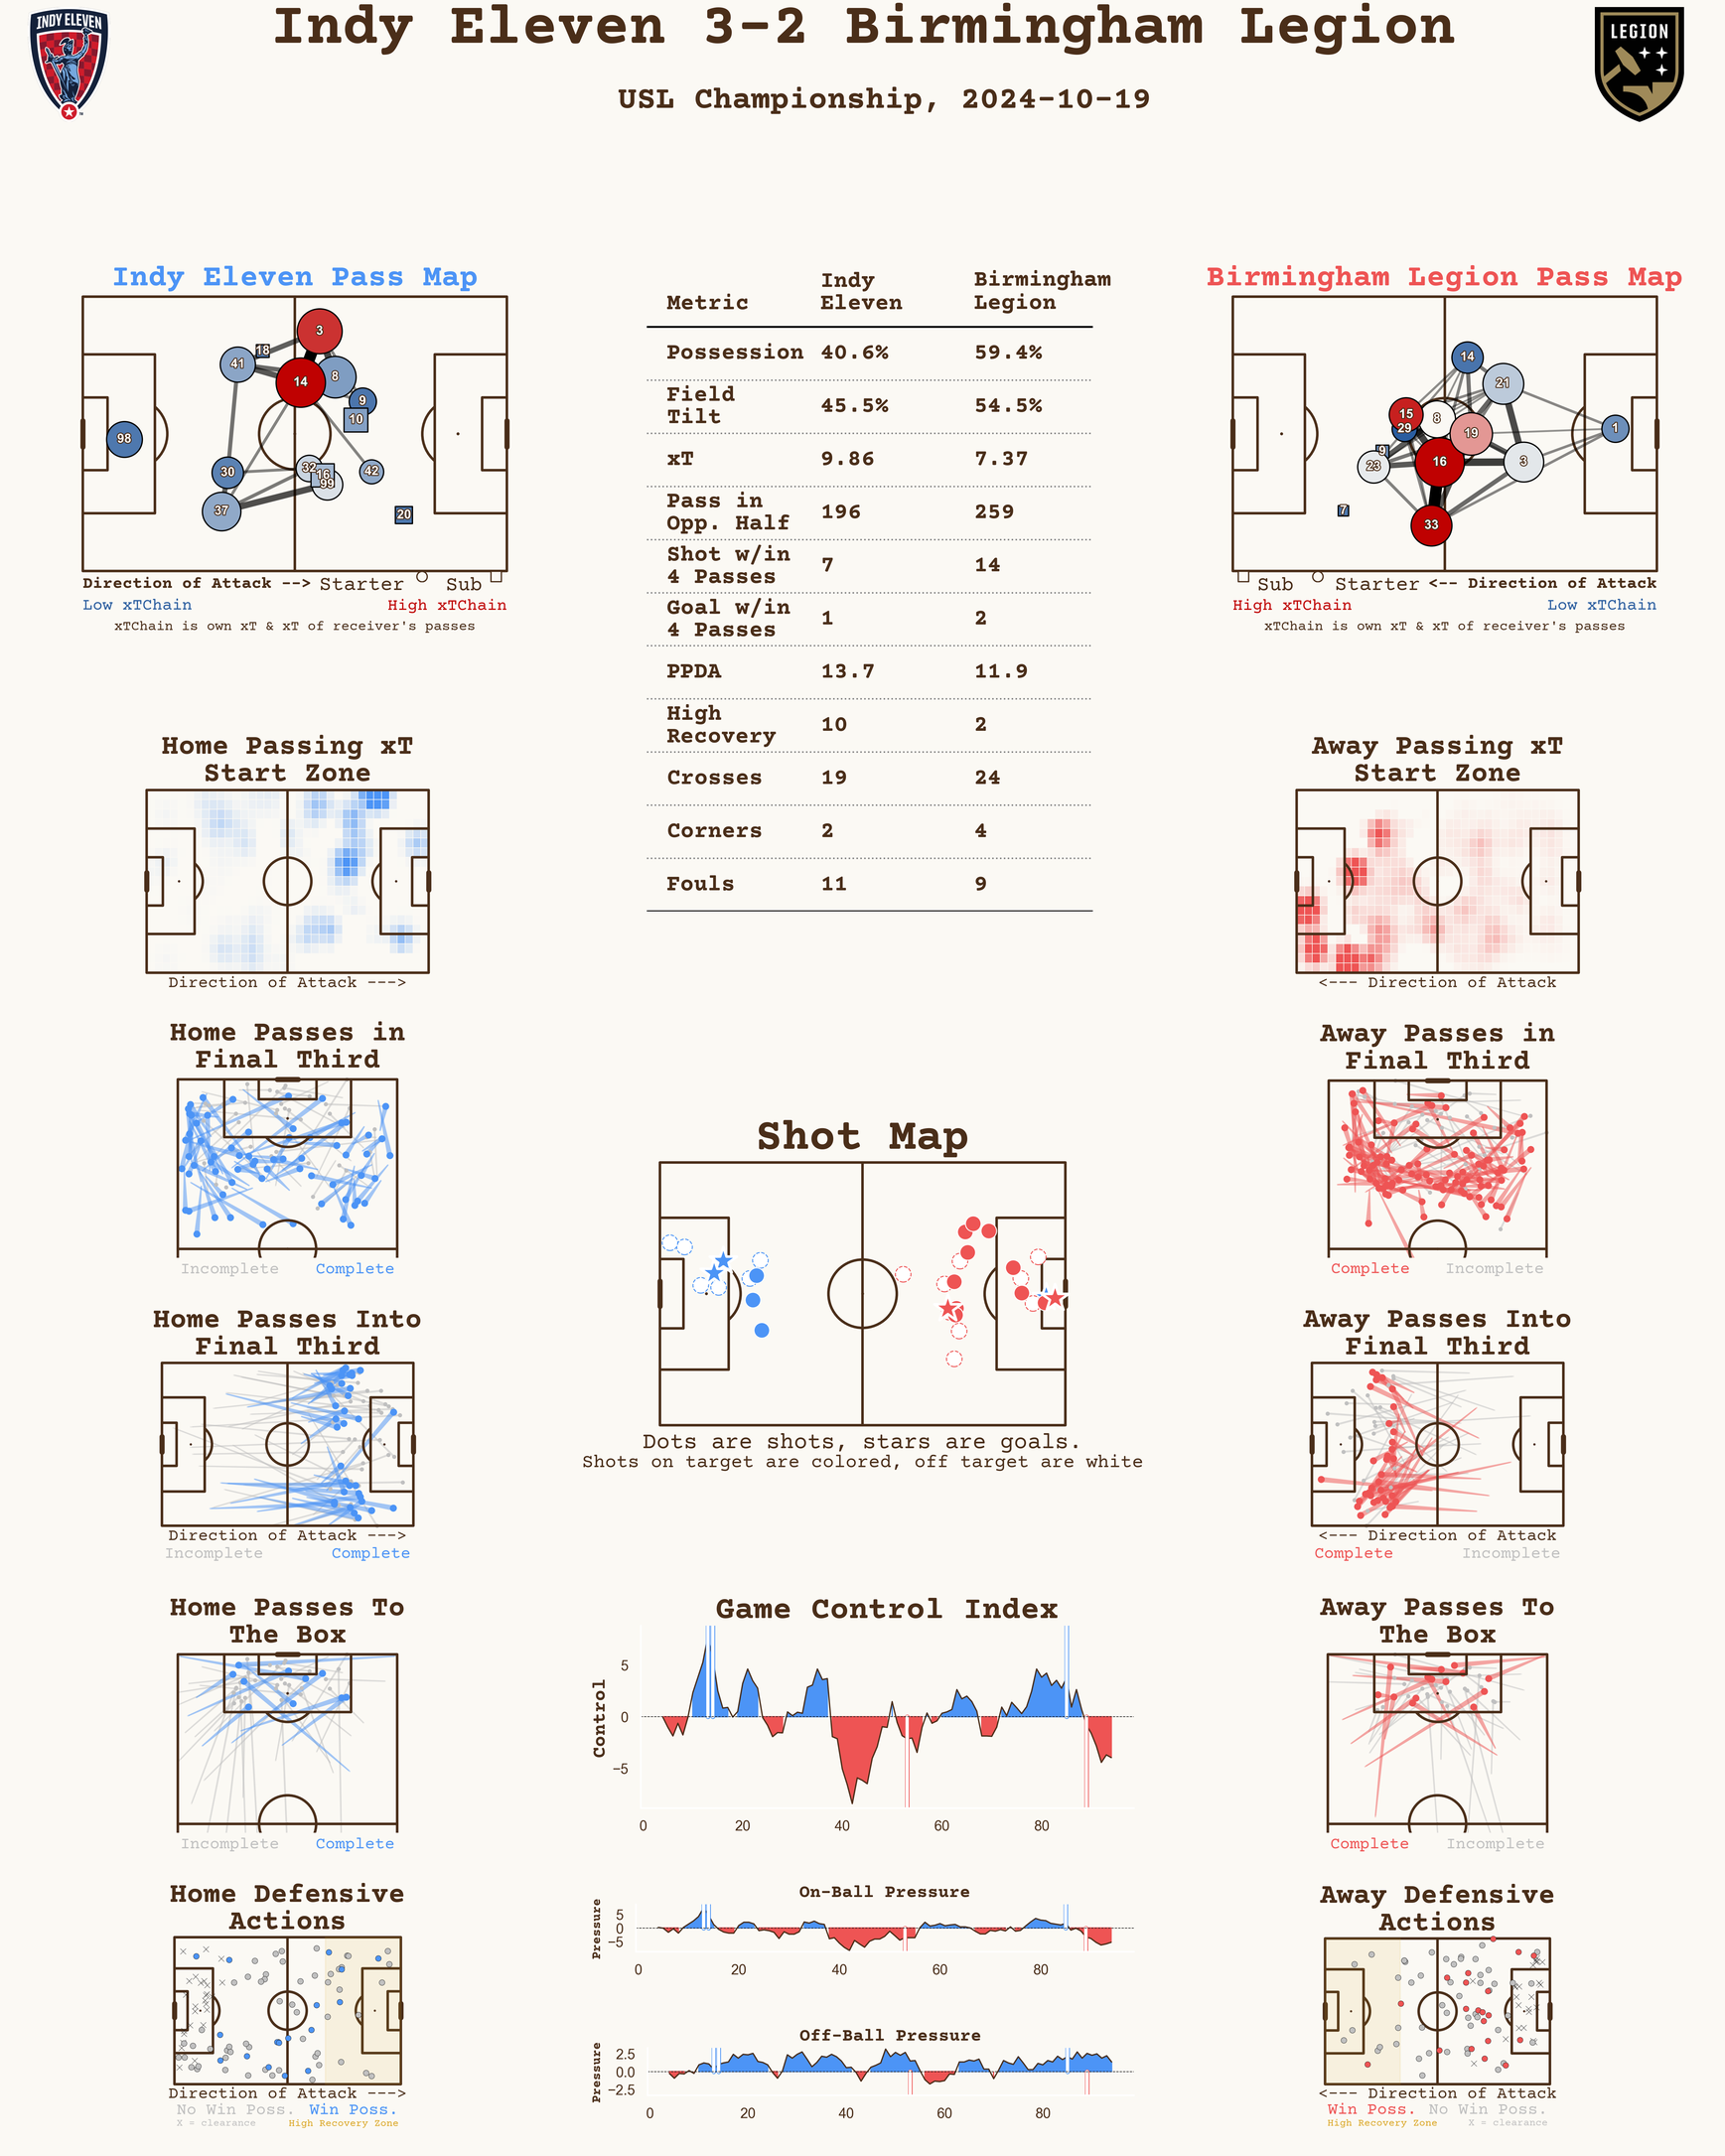 Indy Eleven 3-2 Birmingham Legion
USL Championship, 2024-10-19
INDY ELEVEN
LEGION
Indy Eleven Pass Map
3
18
41
14
8
9
10
98
30
32
16
99
42
37
20
Direction of Attack --> Starter Sub
Low xTChain High xTChain
xTChain is own xT & xT of receiver's passes
Metric Indy Eleven Birmingham Legion
Possession 40.6% 59.4%
Field Tilt 45.5% 54.5%
xT 9.86 7.37
Pass in Opp. Half 196 259
Shot w/in 4 Passes 7 14
Goal w/in 4 Passes 1 2
PPDA 13.7 11.9
High Recovery 10 2
Crosses 19 24
Corners 2 4
Fouls 11 9
Birmingham Legion Pass Map
14
21
15
8
29
19
1
9
23
16
3
7
33
Sub Starter <-- Direction of Attack
High xTChain Low xTChain
xTChain is own xT & xT of receiver's passes
Home Passing xT
Start Zone
Direction of Attack --->
Away Passing xT
Start Zone
<--- Direction of Attack
Home Passes in
Final Third
Incomplete Complete
Away Passes in
Final Third
Complete Incomplete
Shot Map
Dots are shots, stars are goals.
Shots on target are colored, off target are white
Home Passes Into
Final Third
Direction of Attack --->
Incomplete Complete
Away Passes Into
Final Third
<--- Direction of Attack
Complete Incomplete
Home Passes To
The Box
Incomplete Complete
Game Control Index
Control
5
0
−5
0 20 40 60 80
Away Passes To
The Box
Complete Incomplete
Home Defensive
Actions
Direction of Attack --->
No Win Poss. Win Poss.
X = clearance High Recovery Zone
On-Ball Pressure
Pressure
5
0
−5
0 20 40 60 80
Off-Ball Pressure
Pressure
2.5
0.0
−2.5
0 20 40 60 80
Away Defensive
Actions
<--- Direction of Attack
Win Poss. No Win Poss.
High Recovery Zone X = clearance